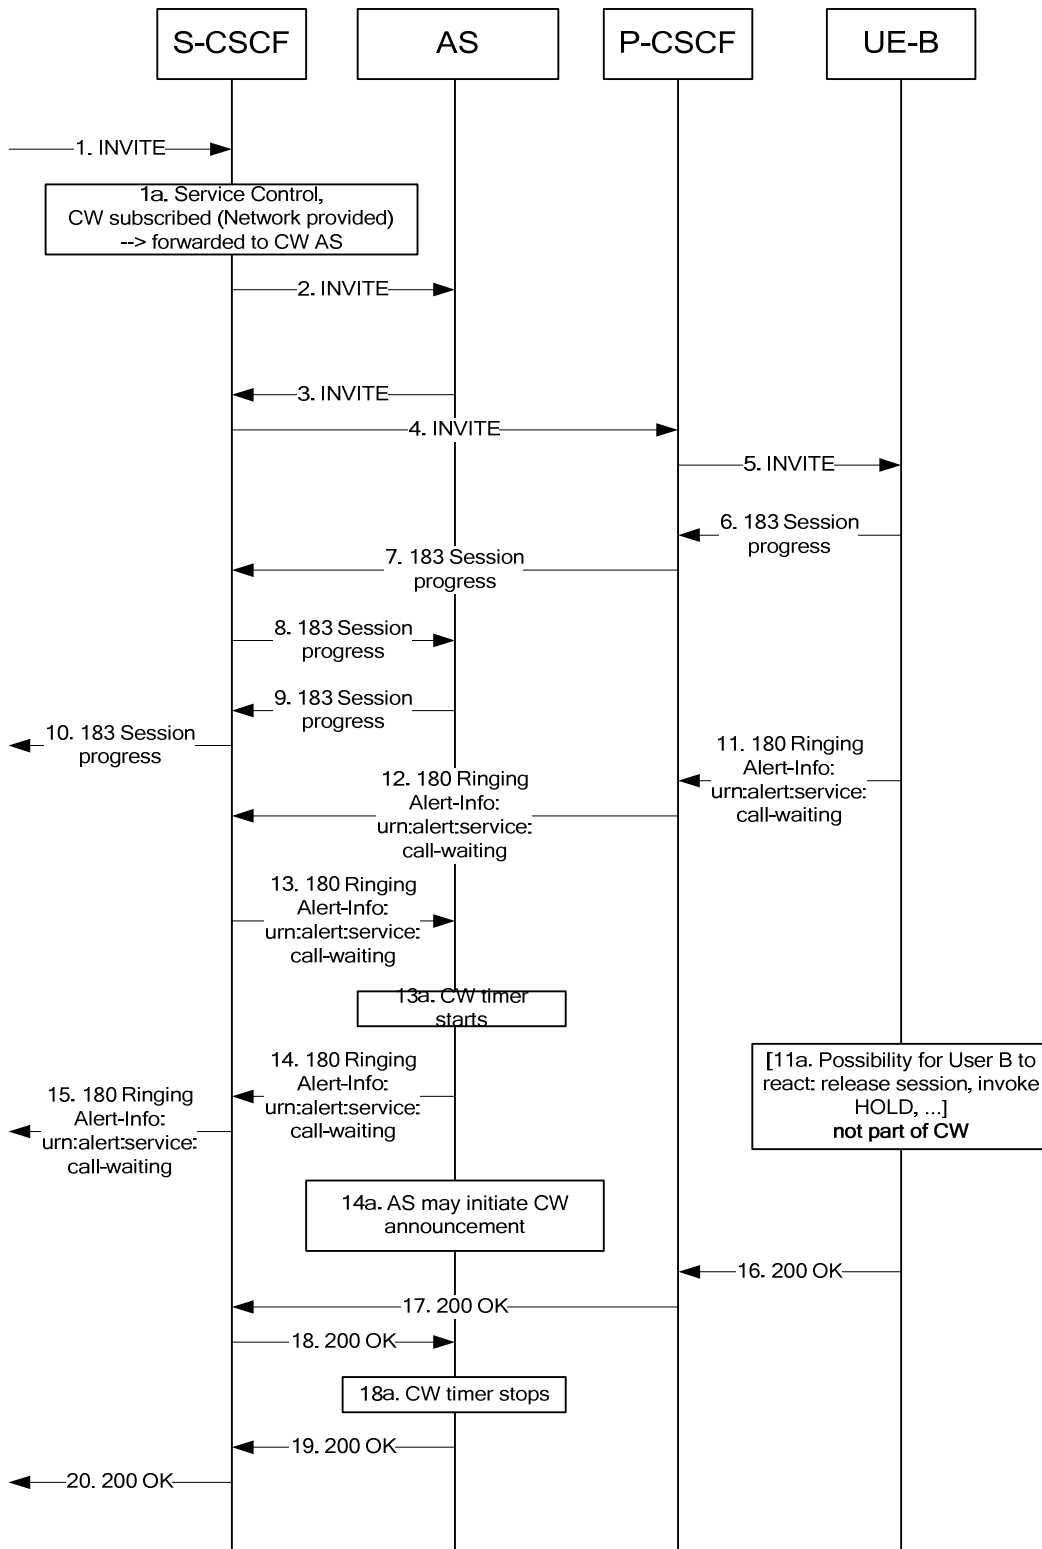 S-CSCF
AS
P-CSCF
UE-B
1. INVITE
1a. Service Control,
CW subscribed (Network provided)
--> forwarded to CW AS
2. INVITE
3. INVITE
4. INVITE
5. INVITE
6. 183 Session
progress
7. 183 Session
progress
8. 183 Session
progress
9. 183 Session
progress
10. 183 Session
progress
11. 180 Ringing
Alert-Info:
urn:alert:service:
call-waiting
12. 180 Ringing
Alert-Info:
urn:alert:service:
call-waiting
13. 180 Ringing
Alert-Info:
urn:alert:service:
call-waiting
13a. CW timer
starts
[11a. Possibility for User B to
react: release session, invoke
HOLD, ...]
not part of CW
14. 180 Ringing
Alert-Info:
urn:alert:service:
call-waiting
15. 180 Ringing
Alert-Info:
urn:alert:service:
call-waiting
14a. AS may initiate CW
announcement
16. 200 OK
17. 200 OK
18. 200 OK
18a. CW timer stops
19. 200 OK
20. 200 OK